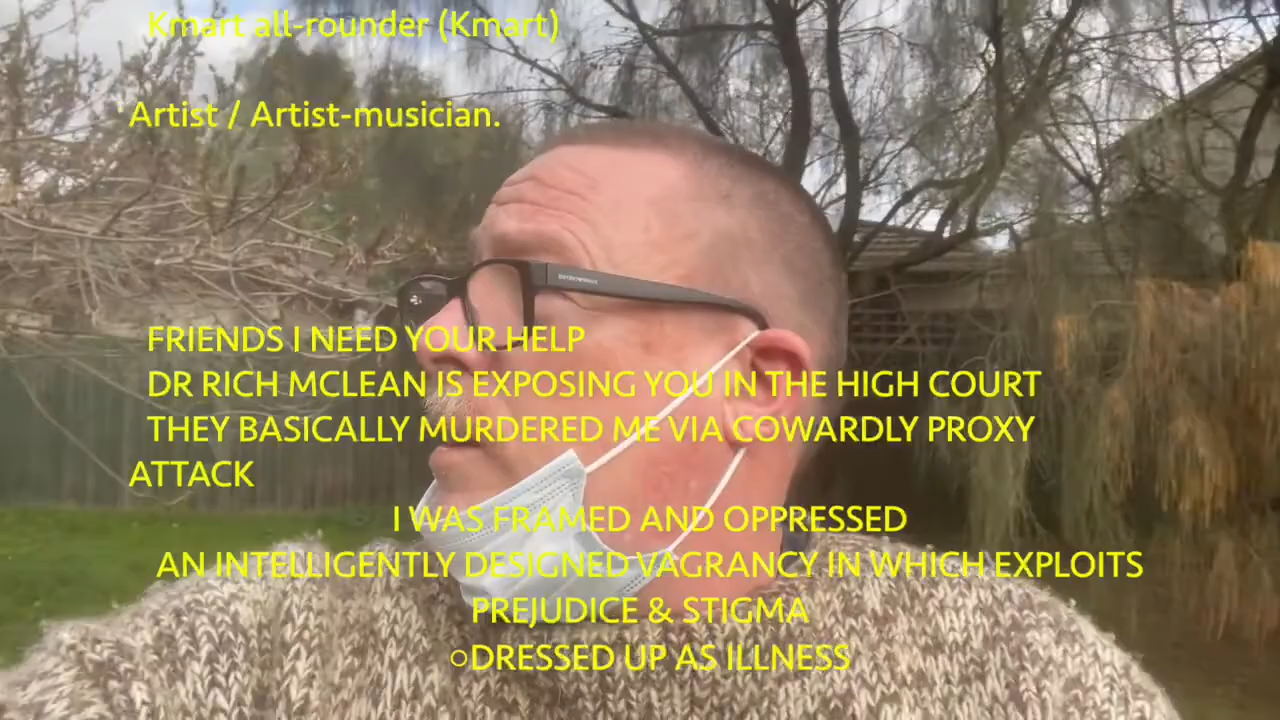 Kmart all-rounder (Kmart)
Artist / Artist-musician.
FRIENDS I NEED YOUR HELP
DR RICH MCLEAN IS EXPOSING YOU IN THE HIGH COURT
THEY BASICALLY MURDERED ME VIA COWARDLY PROXY
ATTACK
I WAS FRAMED AND OPPRESSED
AN INTELLIGENTLY DESIGNED VAGRANCY IN WHICH EXPLOITS
PREJUDICE & STIGMA
○DRESSED UP AS ILLNESS